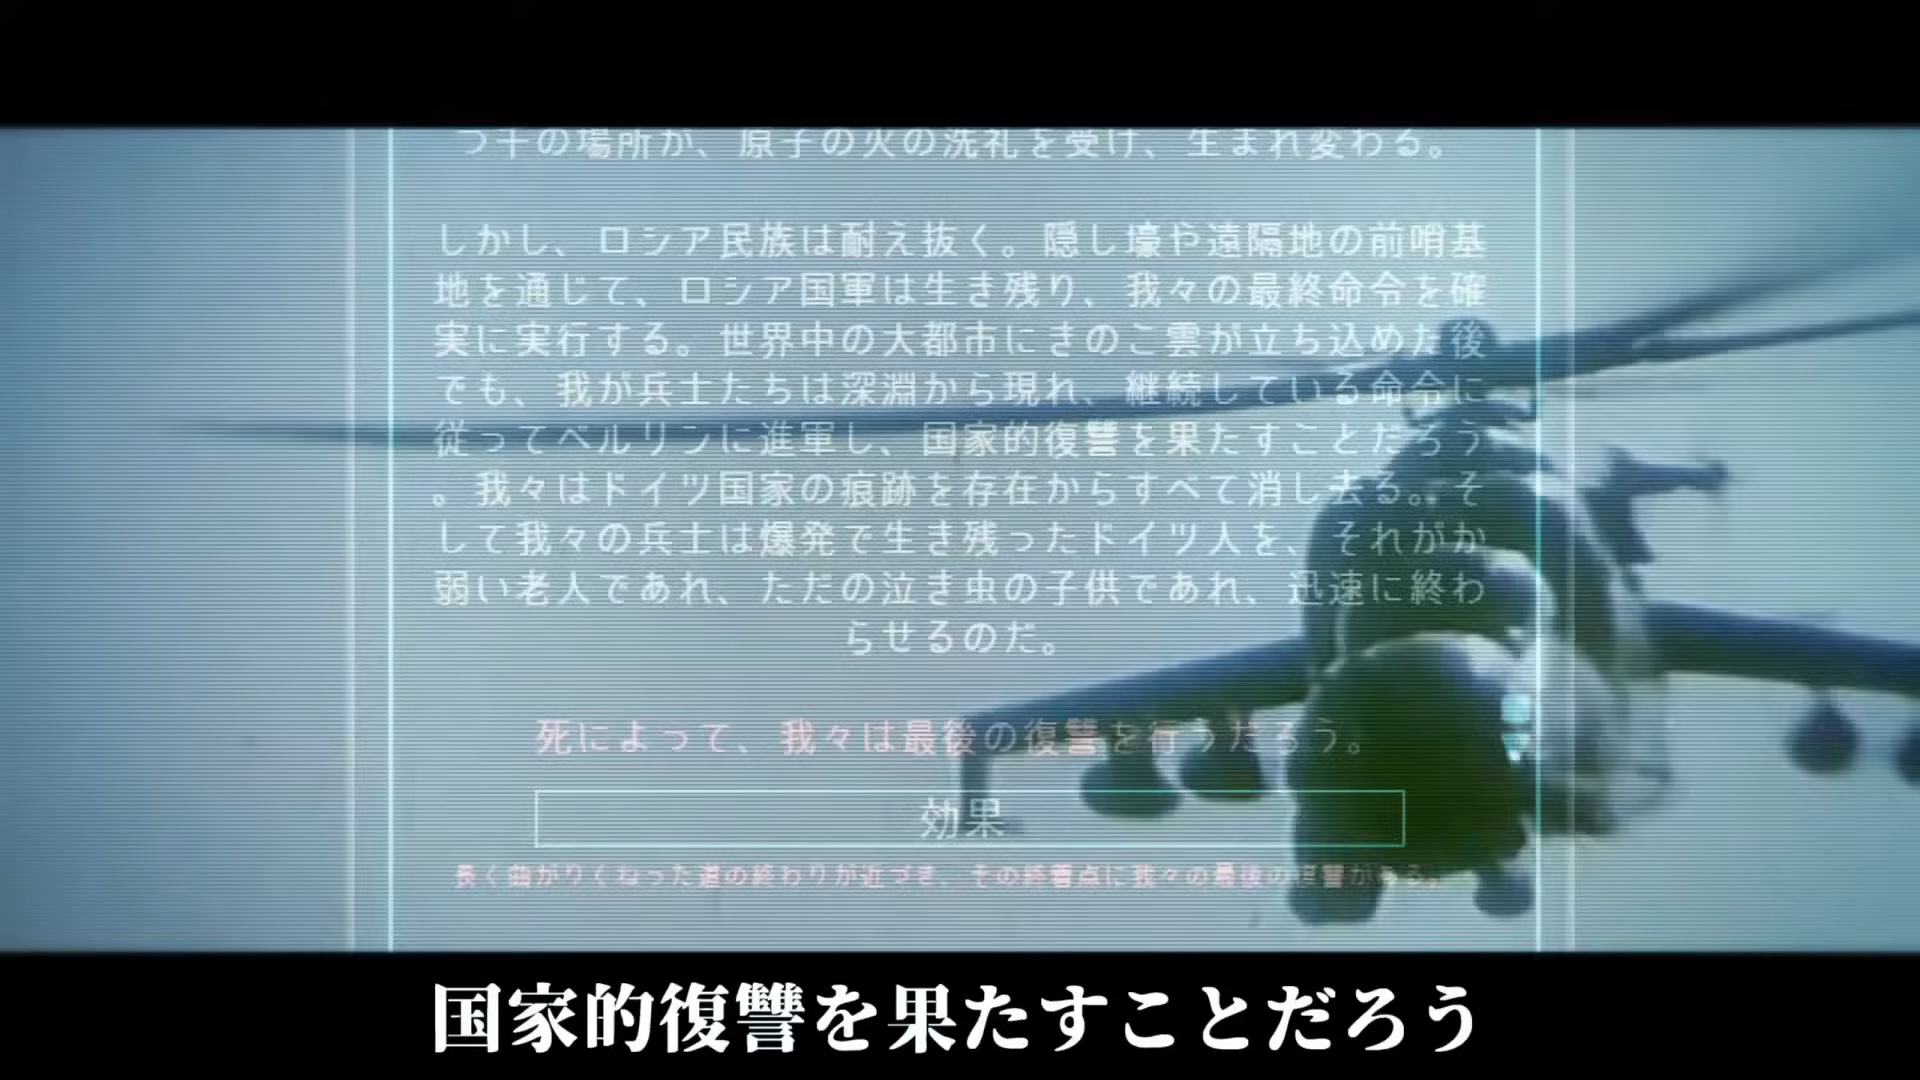 つ十の場所が、原子の火の洗礼を受け、生まれ変わる。
しかし、ロシア民族は耐え抜く。隠し壕や遠隔地の前哨基
地を通じて、ロシア国軍は生き残り、我々の最終命令を確
実に実行する。世界中の大都市にきのこ雲が立ち込めた後
でも、我が兵士たちは深淵から現れ、継続している命令に
従ってベルリンに進軍し、国家的復讐を果たすことだろう
。我々はドイツ国家の痕跡を存在からすべて消し去る。そ
して我々の兵士は爆発で生き残ったドイツ人を、それがか
弱い老人であれ、ただの泣き虫の子供であれ、迅速に終わ
らせるのだ。
死によって、我々は最後の復讐を行うだろう。
効果
長く曲がりくねった道の終わりが近づき、その終着点に我々の最後の復讐がある。
国家的復讐を果たすことだろう